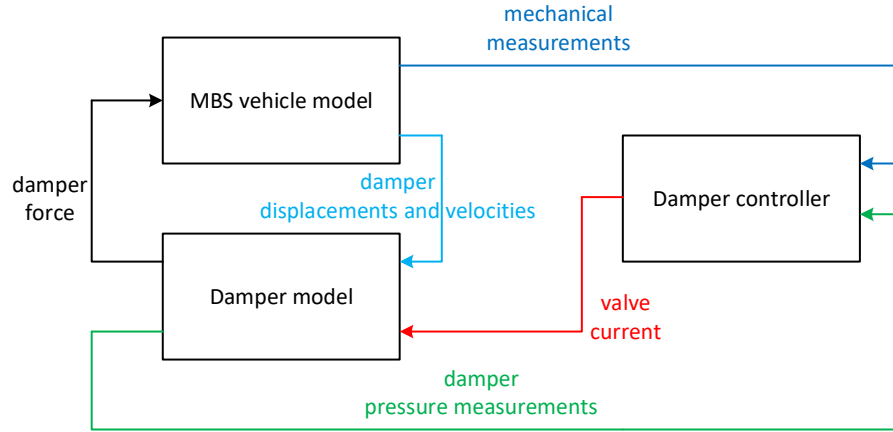 mechanical
measurements
MBS vehicle model
damper
force
damper
displacements and velocities
Damper controller
Damper model
valve
current
damper
pressure measurements